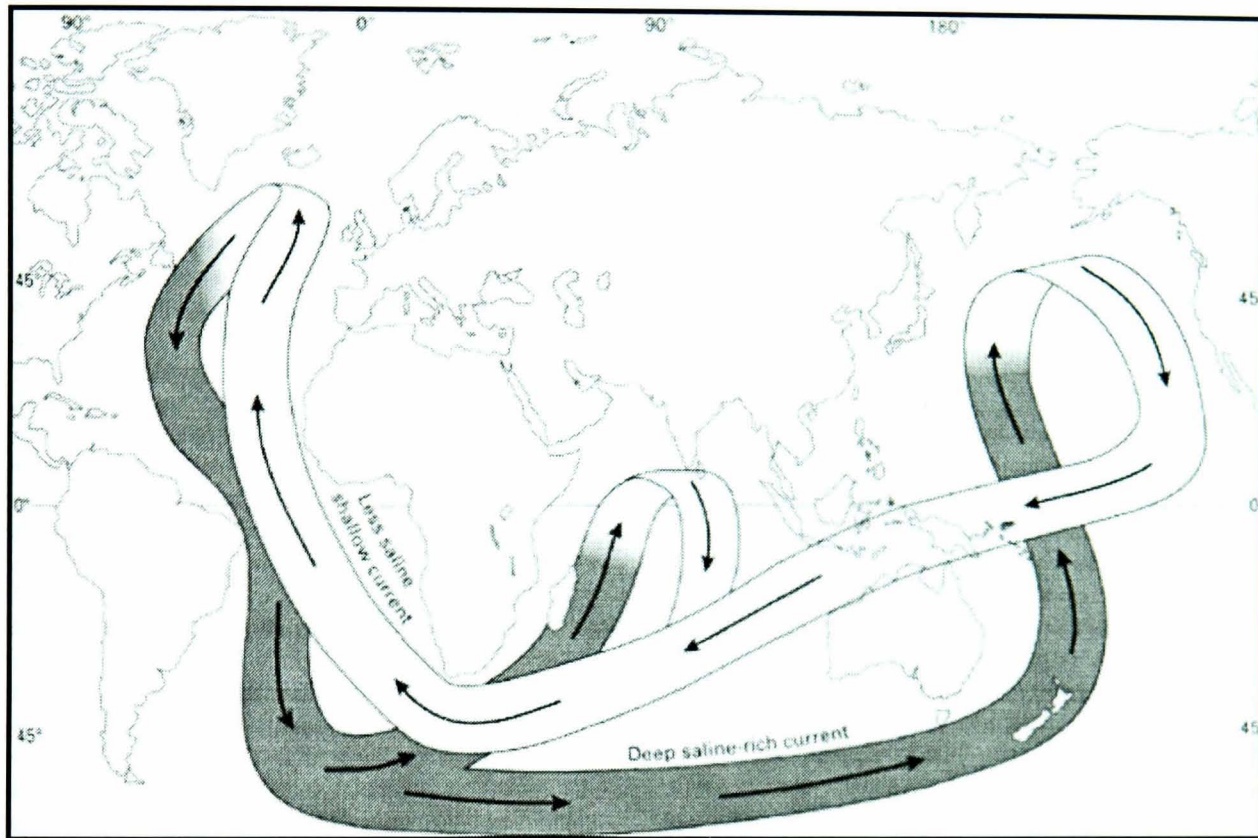 90° 0° 90° 180°
45° 45
0° 0
Less saline
shallow current
45° 45
Deep saline-rich current